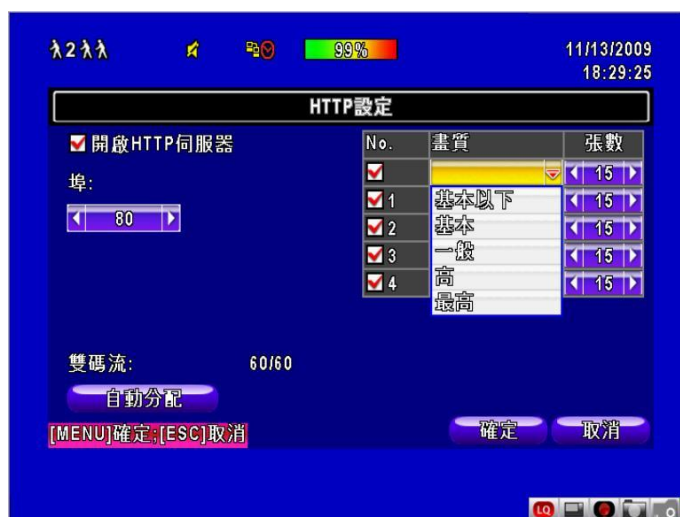 2
99%
11/13/2009
18:29:25
HTTP設定
開啟HTTP伺服器
No. 畫質 張數
埠:
15
80
1 基本以下 15
2 基本 15
3 一般 15
4 高 15
最高
雙碼流: 60/60
自動分配
[MENU]確定;[ESC]取消
確定 取消
LQ